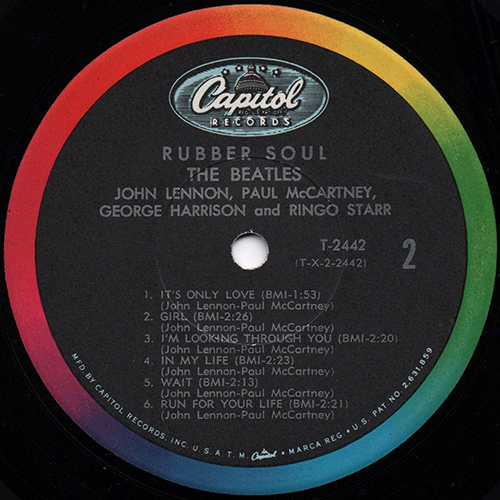 Capitol
RECORDS
RUBBER SOUL
THE BEATLES
JOHN LENNON, PAUL McCARTNEY,
GEORGE HARRISON and RINGO STARR
T-2442
(T-X-2-2442)
2
1. IT'S ONLY LOVE (BMI-1:53)
(John Lennon-Paul McCartney)
2. GIRL (BMI-2:26)
(John Lennon-Paul McCartney)
3. I'M LOOKING THROUGH YOU (BMI-2:20)
(John Lennon-Paul McCartney)
4. IN MY LIFE (BMI-2:23)
(John Lennon-Paul McCartney)
5. WAIT (BMI-2:13)
(John Lennon-Paul McCartney)
6. RUN FOR YOUR LIFE (BMI-2:21)
(John Lennon-Paul McCartney)
MFD. BY CAPITOL RECORDS, INC. U.S.A. T.M. Capitol • MARCA REG. • U.S. PAT. NO. 2,631,859